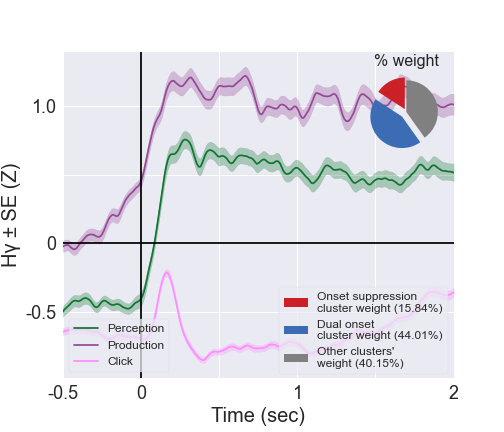 % weight
1.0
0
-0.5
Hγ ± SE (Z)
Perception
Production
Click
Onset suppression
cluster weight (15.84%)
Dual onset
cluster weight (44.01%)
Other clusters'
weight (40.15%)
-0.5
0
1
2
Time (sec)